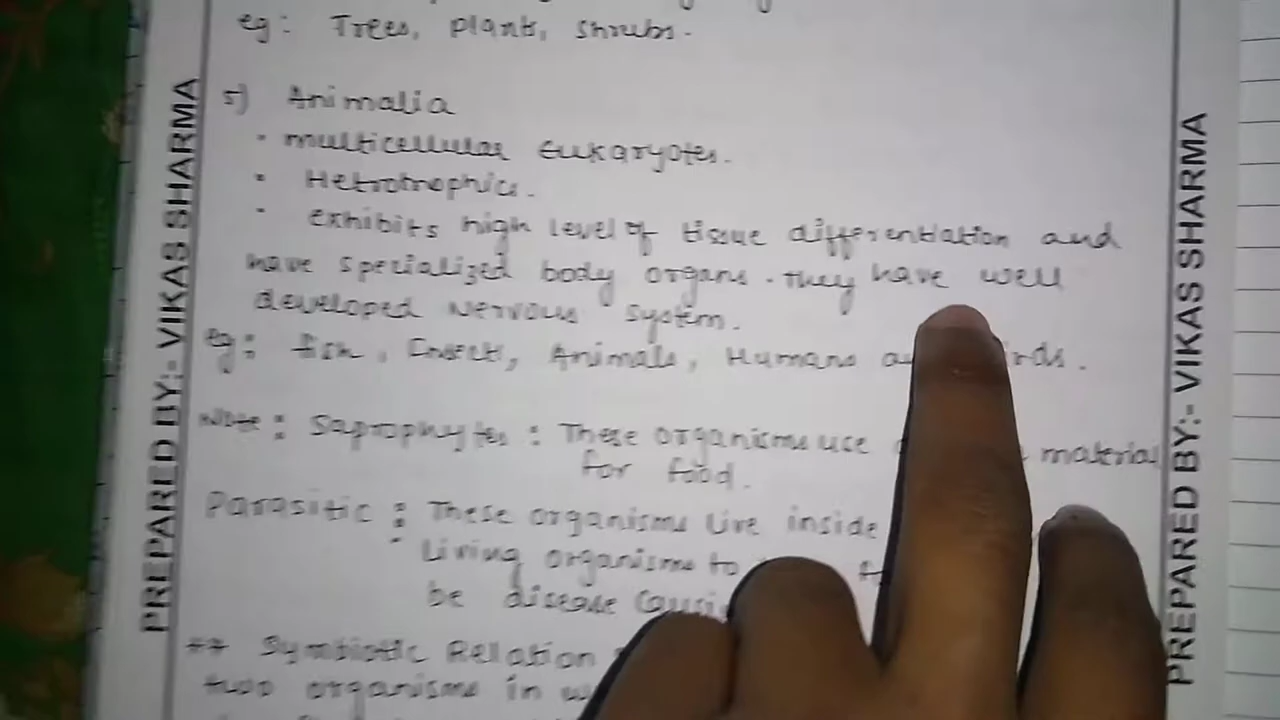 eg: Trees, plants, shrubs.
5) Animalia
· multicellular Eukaryotes.
· Hetrotrophics.
· exhibits high level of tissue differentiation and
have specialized body organs. They have well
developed Nervous system.
eg: fish, Insects, Animals, Humans
Note: Saprophytes: These organisms use material
for food.
Parasitic: These organisms live inside
living organisms to
be disease
## Symbiotic Relation
two organisms in
PREPARED BY:- VIKAS SHARMA
PREPARED BY:- VIKAS SHARMA